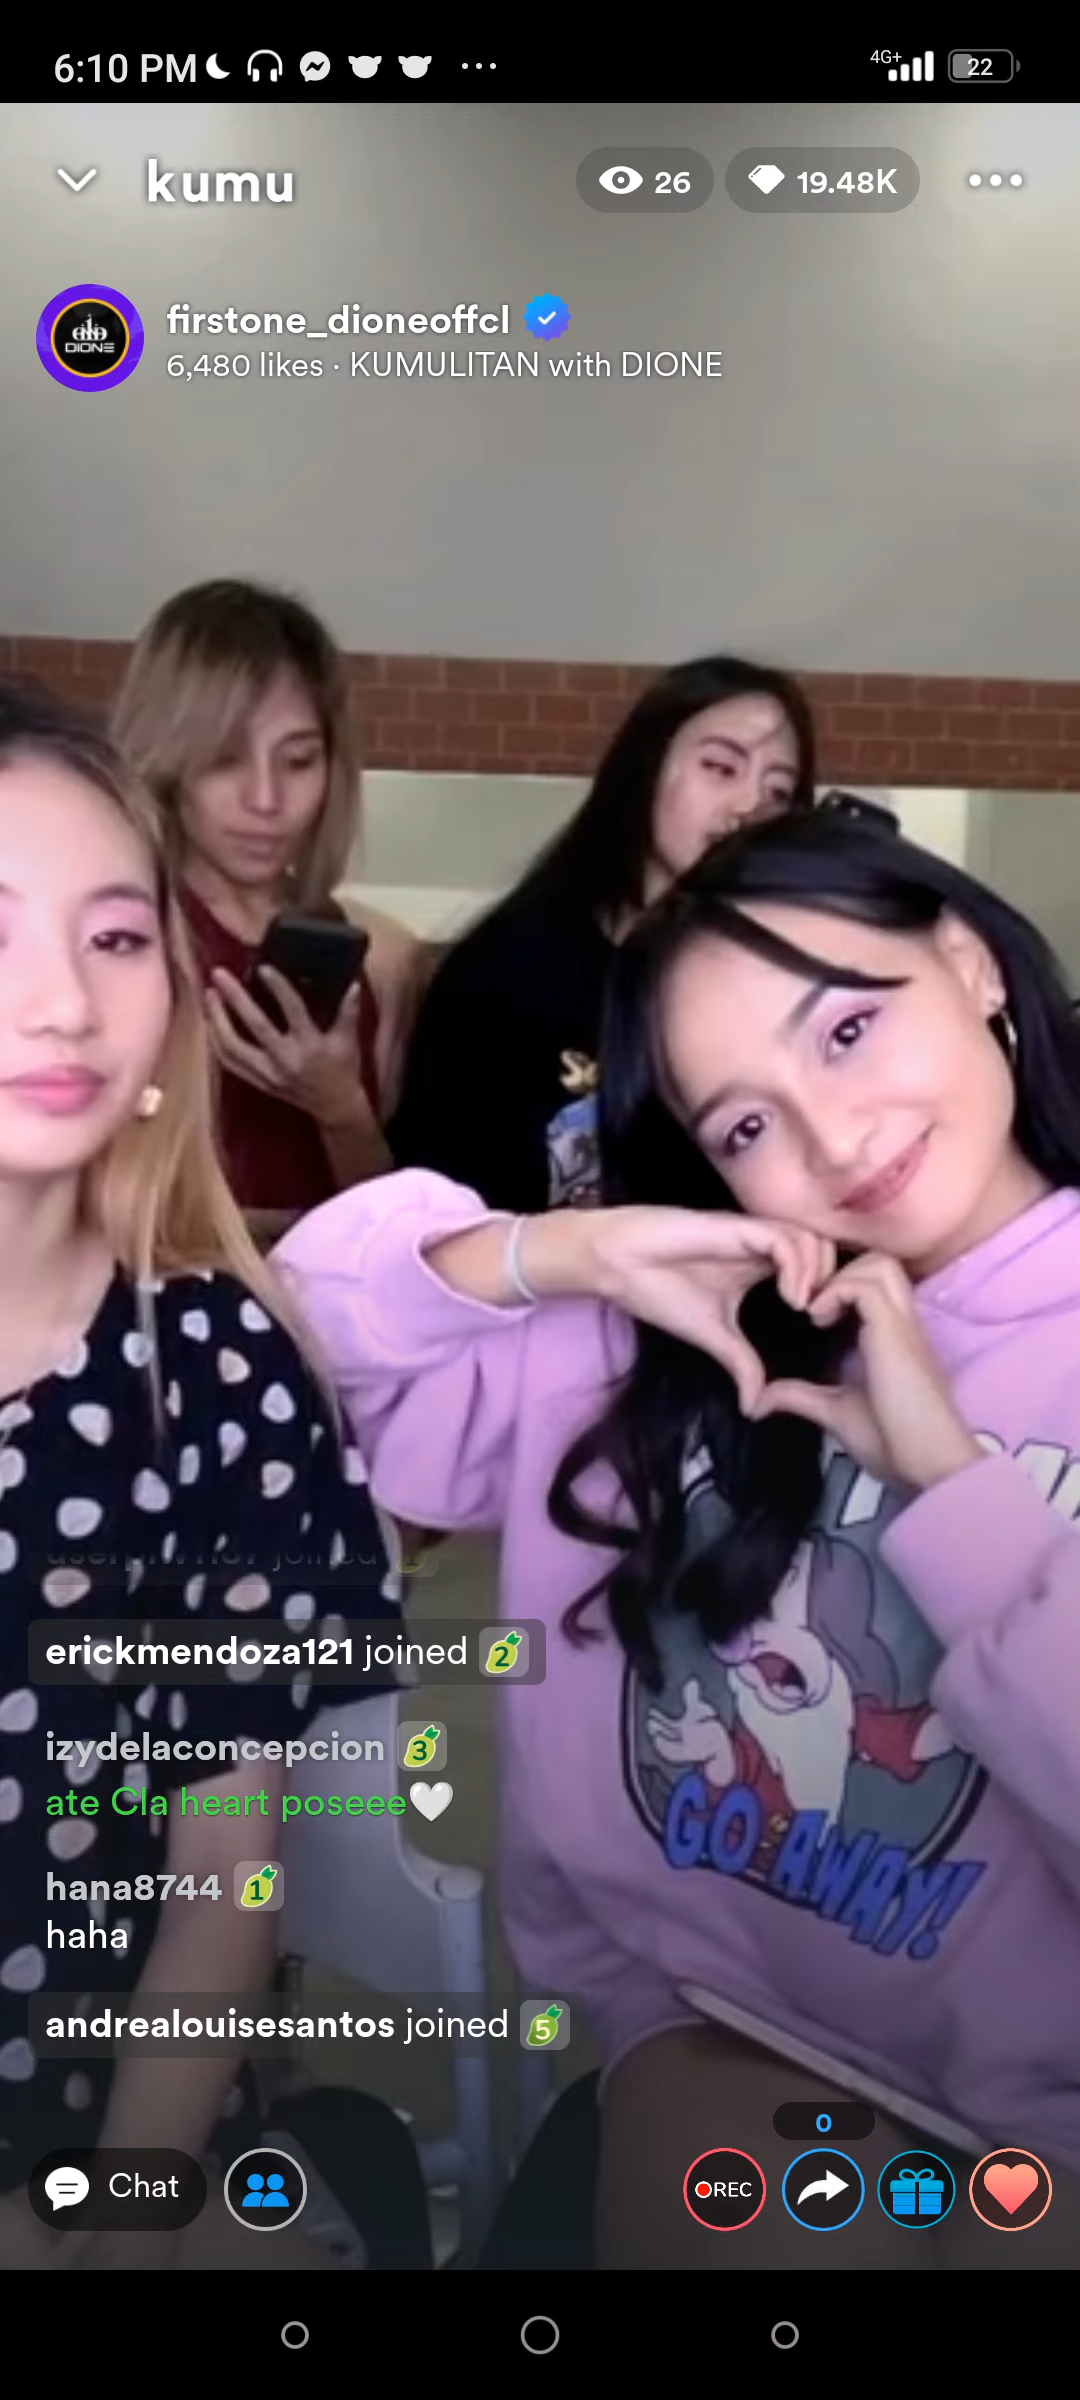 6:10 PM
4G+
22
kumu
26
19.48K
firstone_dioneoffcl
DIONE
6,480 likes · KUMULITAN with DIONE
joined
erickmendoza121 joined 2
izydelaconcepcion 3
ate Cla heart poseee🤍
hana8744 1
haha
andrealouisesantos joined 5
GO AWAY!
0
Chat
REC